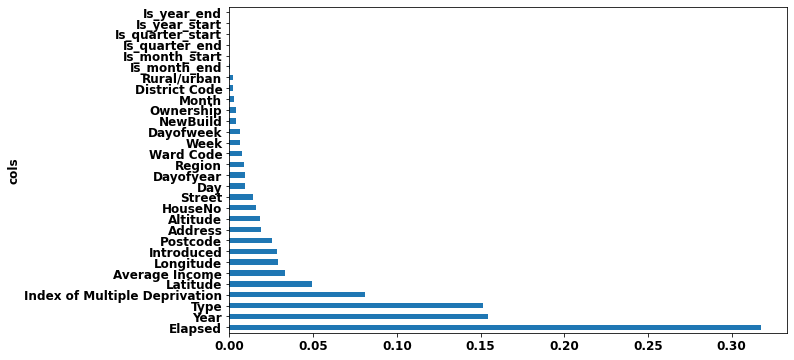 Is_year_end
Is_year_start
Is_quarter_start
Is_quarter_end
Is_month_start
Is_month_end
Rural/urban
District Code
Month
Ownership
NewBuild
Dayofweek
Week
Ward Code
Region
Dayofyear
Day
Street
HouseNo
Altitude
Address
Postcode
Introduced
Longitude
Average Income
Latitude
Index of Multiple Deprivation
Type
Year
Elapsed
cols
0.00 0.05 0.10 0.15 0.20 0.25 0.30